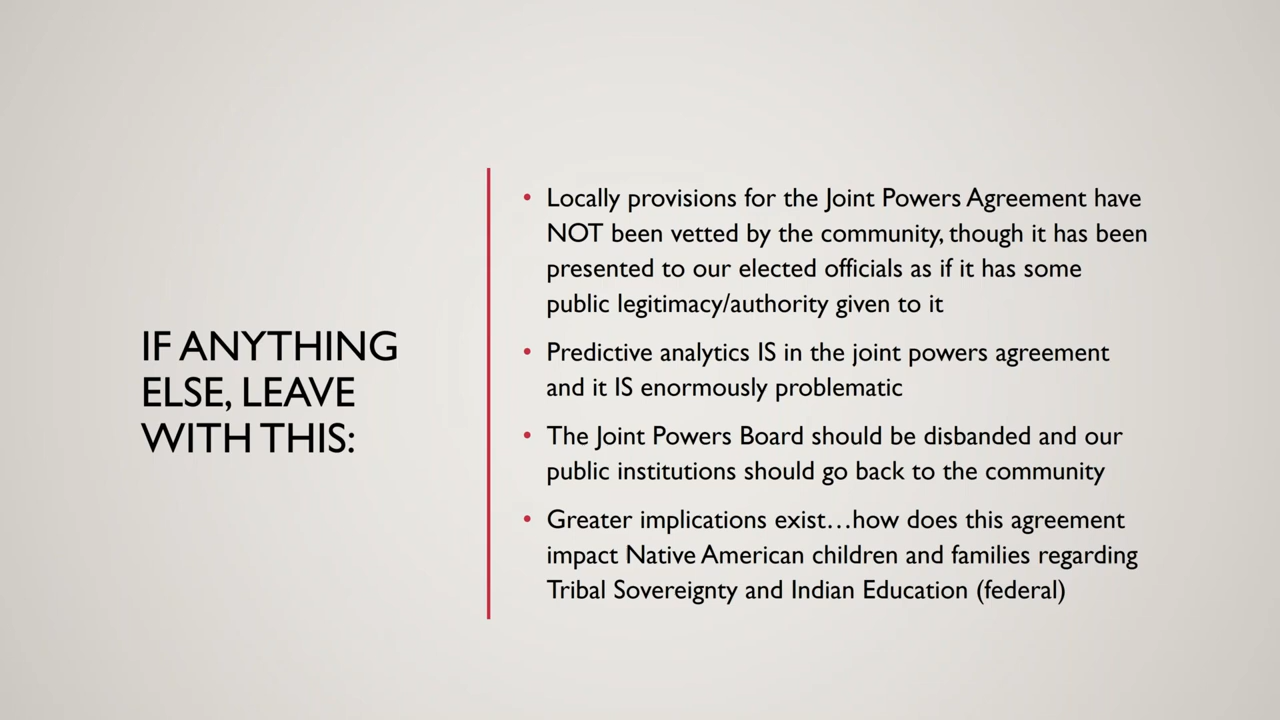 IF ANYTHING
ELSE, LEAVE
WITH THIS:
• Locally provisions for the Joint Powers Agreement have
NOT been vetted by the community, though it has been
presented to our elected officials as if it has some
public legitimacy/authority given to it
• Predictive analytics IS in the joint powers agreement
and it IS enormously problematic
• The Joint Powers Board should be disbanded and our
public institutions should go back to the community
• Greater implications exist…how does this agreement
impact Native American children and families regarding
Tribal Sovereignty and Indian Education (federal)